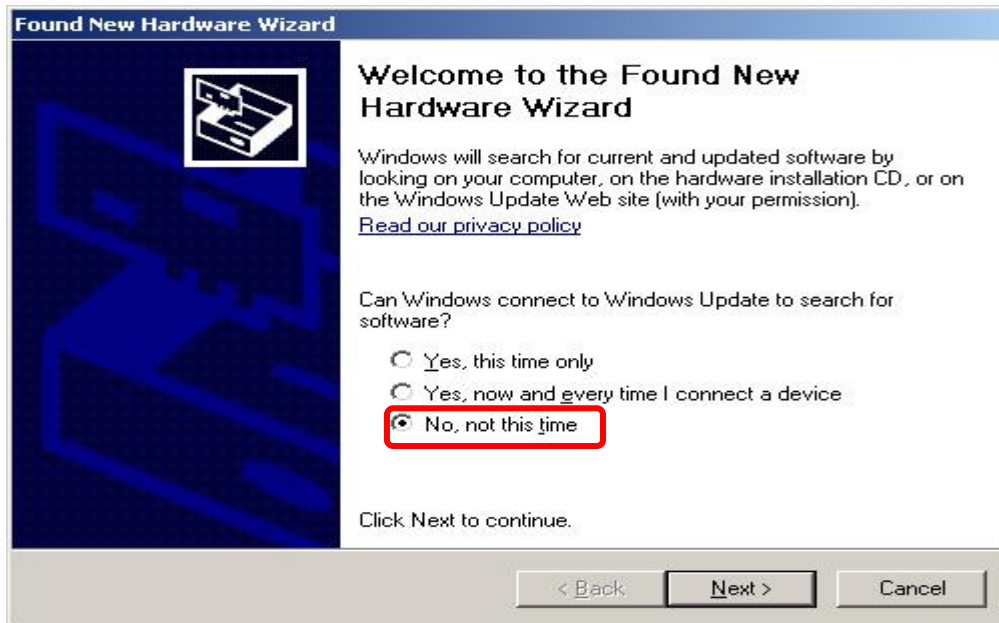 Found New Hardware Wizard
Welcome to the Found New
Hardware Wizard
Windows will search for current and updated software by
looking on your computer, on the hardware installation CD, or on
the Windows Update Web site (with your permission).
Read our privacy policy
Can Windows connect to Windows Update to search for
software?
Yes, this time only
Yes, now and every time I connect a device
No, not this time
Click Next to continue.
< Back
Next >
Cancel